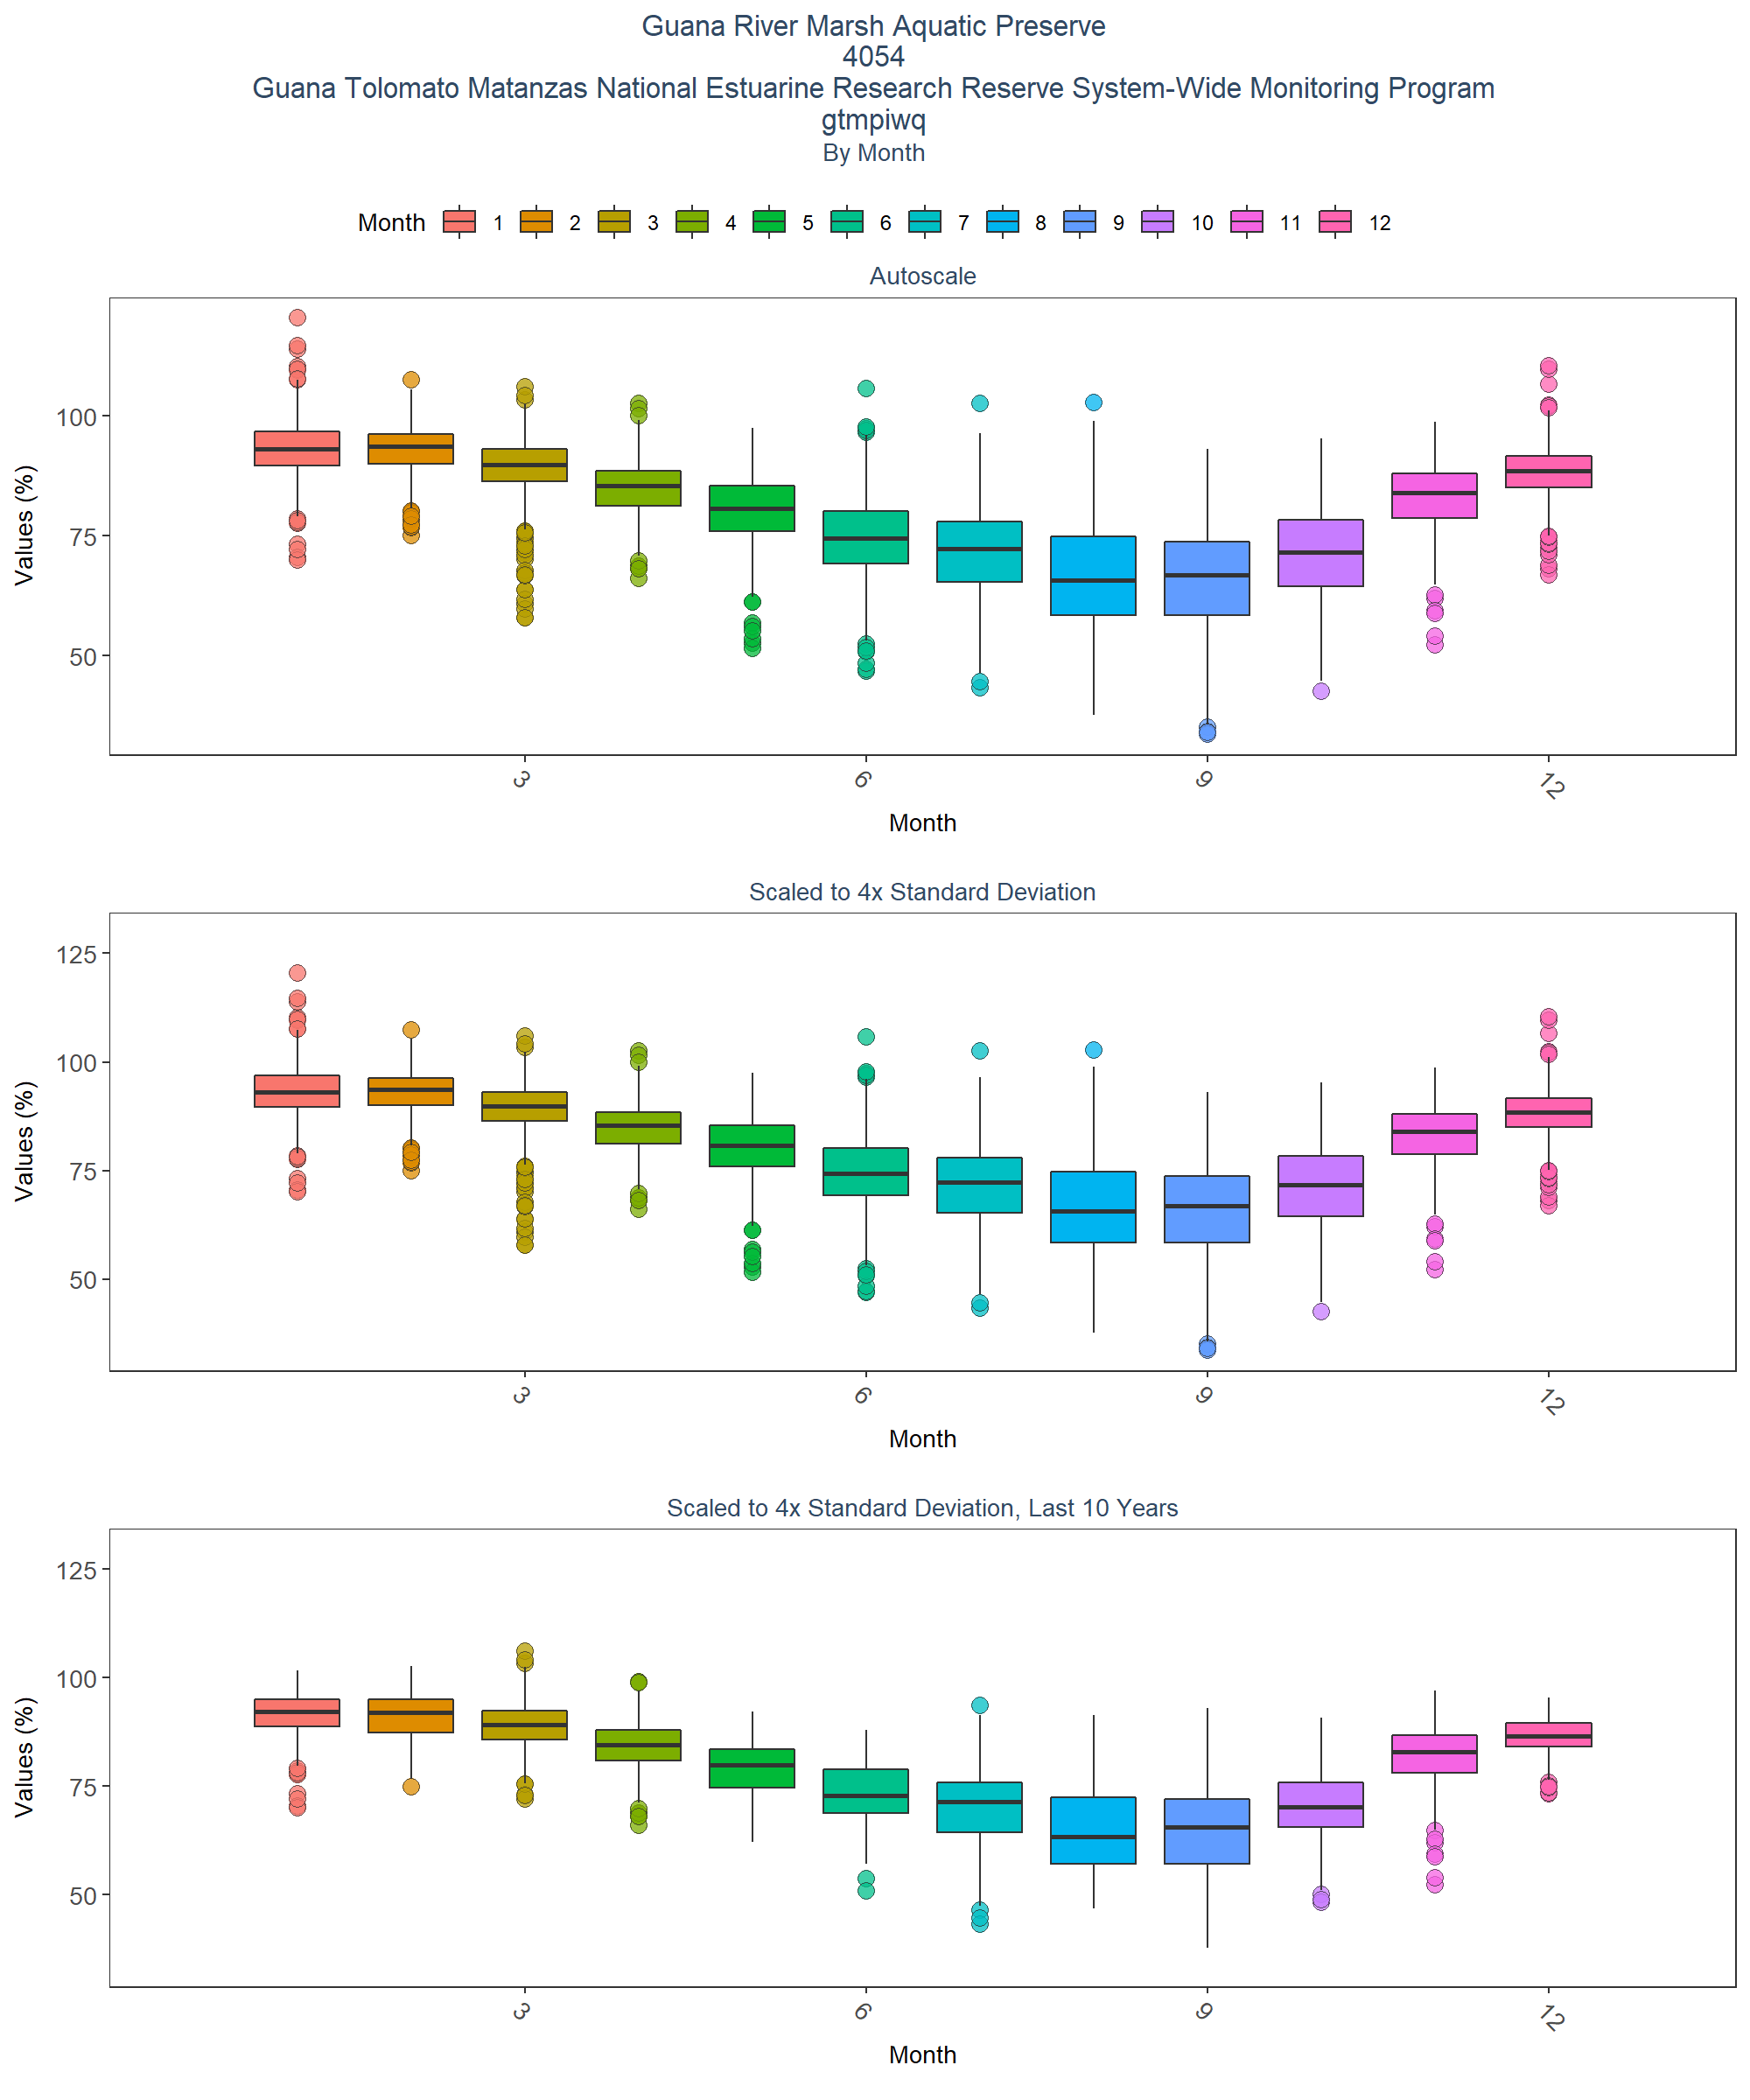 Guana River Marsh Aquatic Preserve
4054
Guana Tolomato Matanzas National Estuarine Research Reserve System-Wide Monitoring Program
gtmpiwq
By Month
Month 1 2 3 4 5 6 7 8 9 10 11 12
Autoscale
Values (%)
100
75
50
3 6 9 12
Month
Scaled to 4x Standard Deviation
Values (%)
125
100
75
50
3 6 9 12
Month
Scaled to 4x Standard Deviation, Last 10 Years
Values (%)
125
100
75
50
3 6 9 12
Month